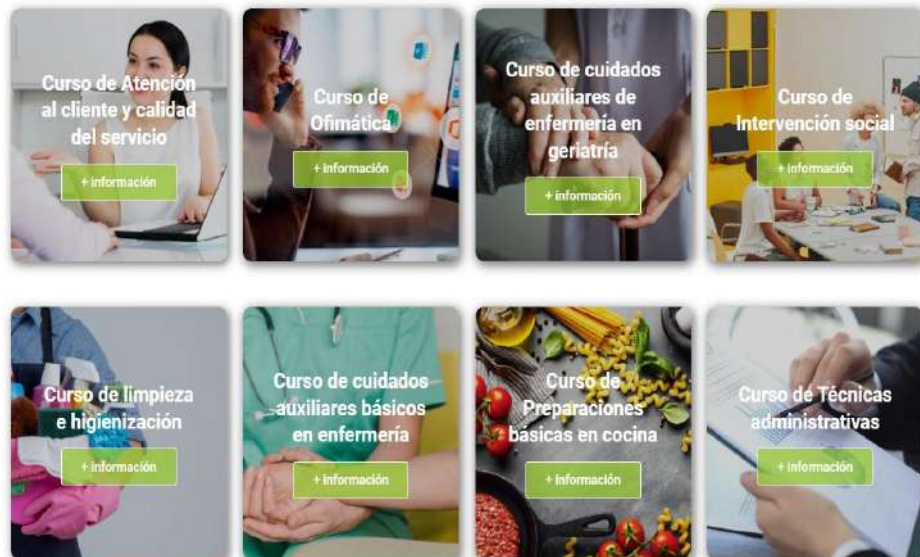 Curso de Atención
al cliente y calidad
del servicio
+ información
Curso de
Ofimática
+ información
Curso de cuidados
auxiliares de
enfermería en
geriatría
+ información
Curso de
Intervención social
+ información
Curso de limpieza
e higienización
+ información
Curso de cuidados
auxiliares básicos
en enfermería
+ información
Curso de
Preparaciones
básicas en cocina
+ información
Curso de Técnicas
administrativas
+ información